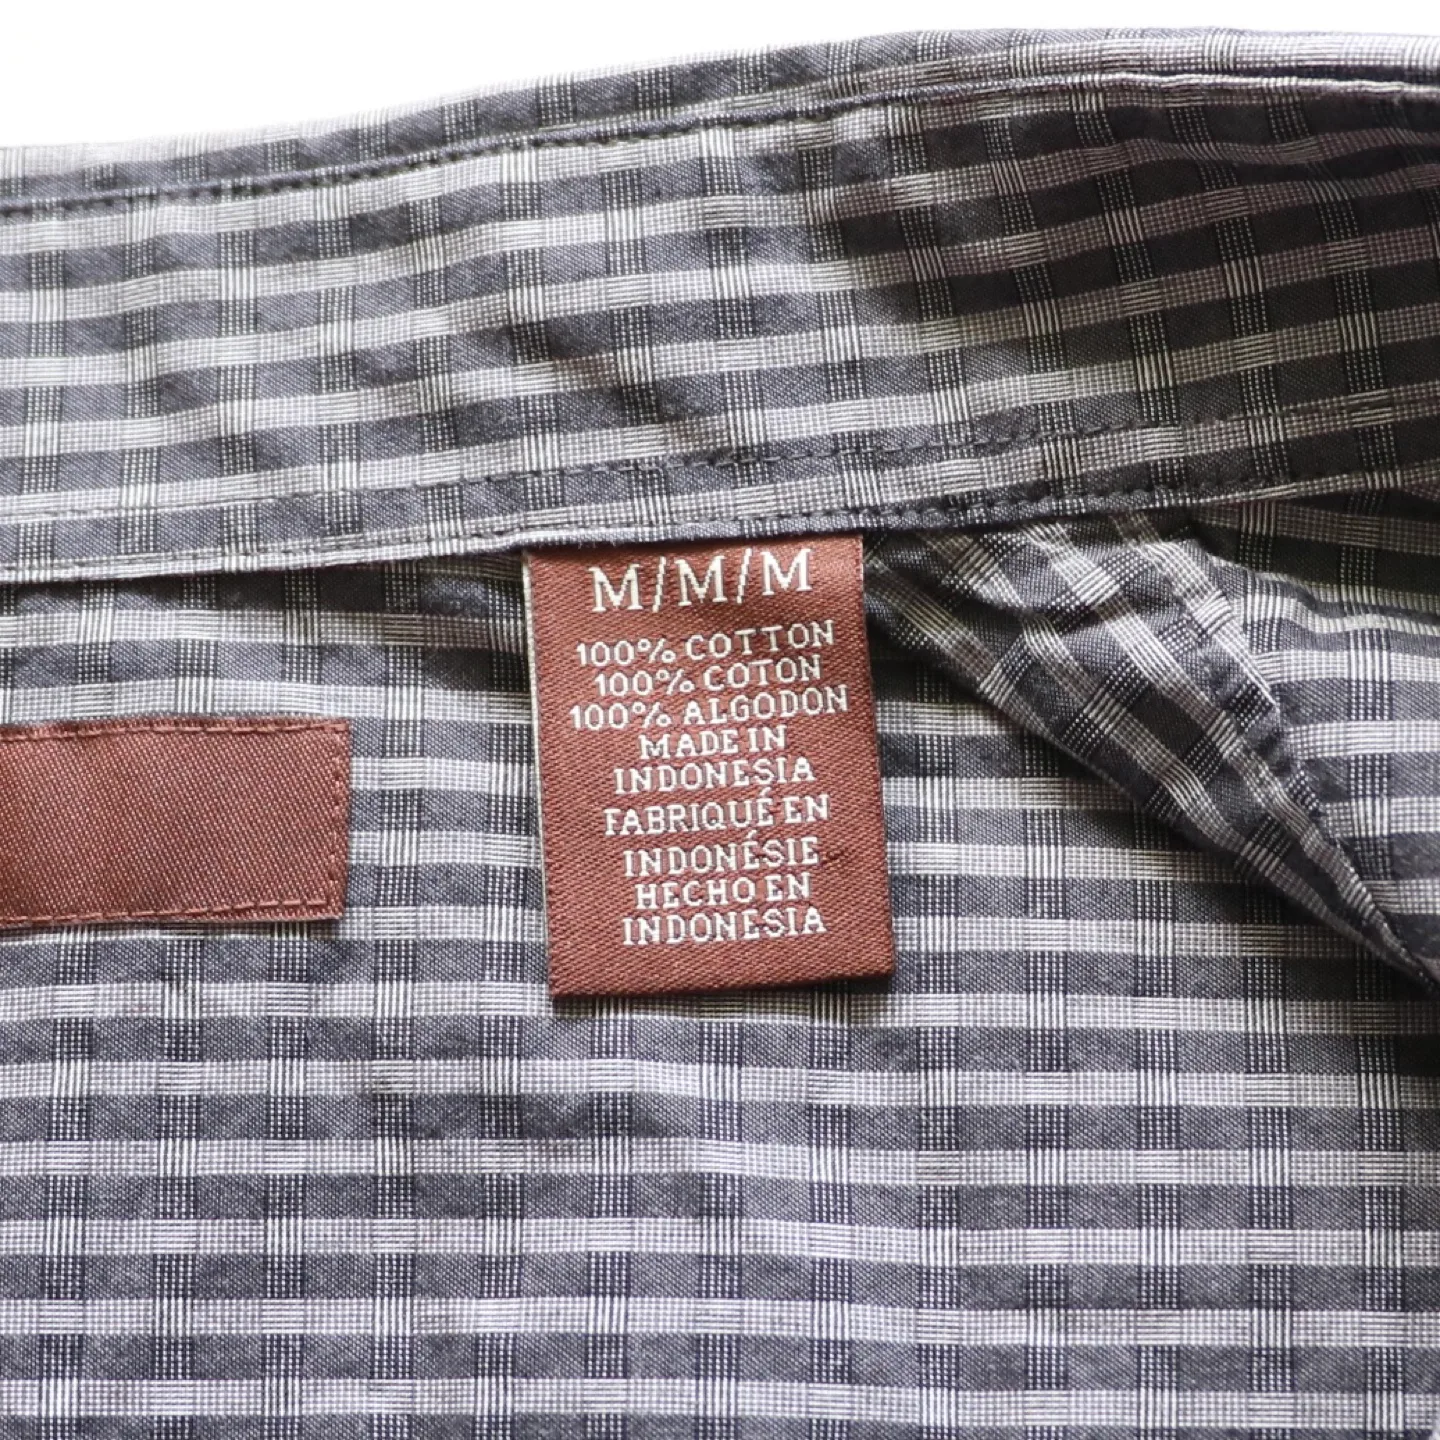 M/M/M
100% COTTON
100% COTON
100% ALGODON
MADE IN
INDONESIA
FABRIQUÉ EN
INDONÉSIE
HECHO EN
INDONESIA